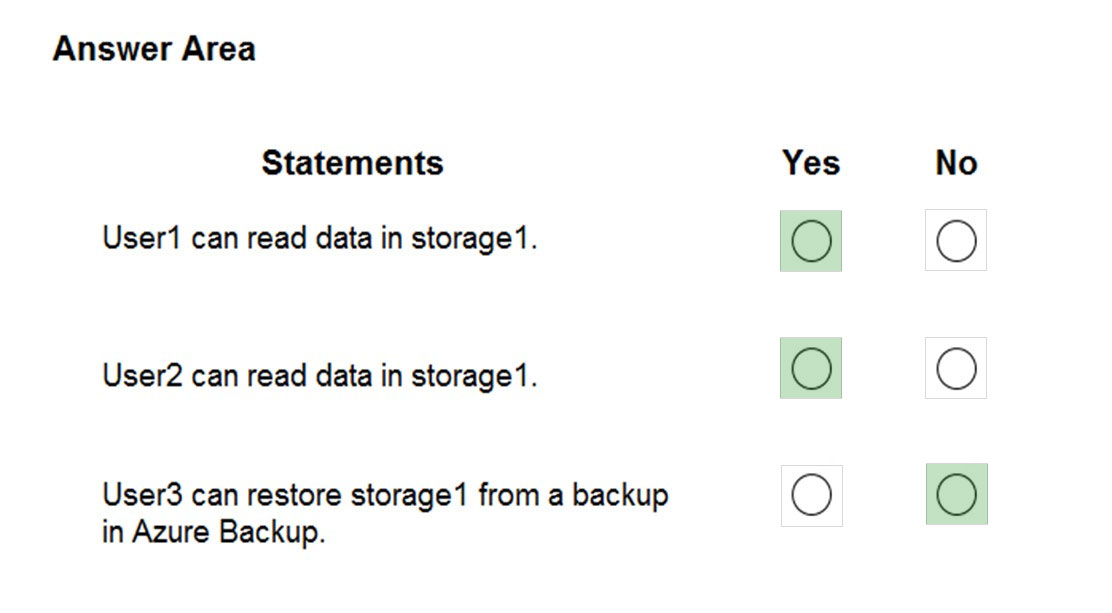 Answer Area
Statements Yes No
User1 can read data in storage1.
User2 can read data in storage1.
User3 can restore storage1 from a backup
in Azure Backup.